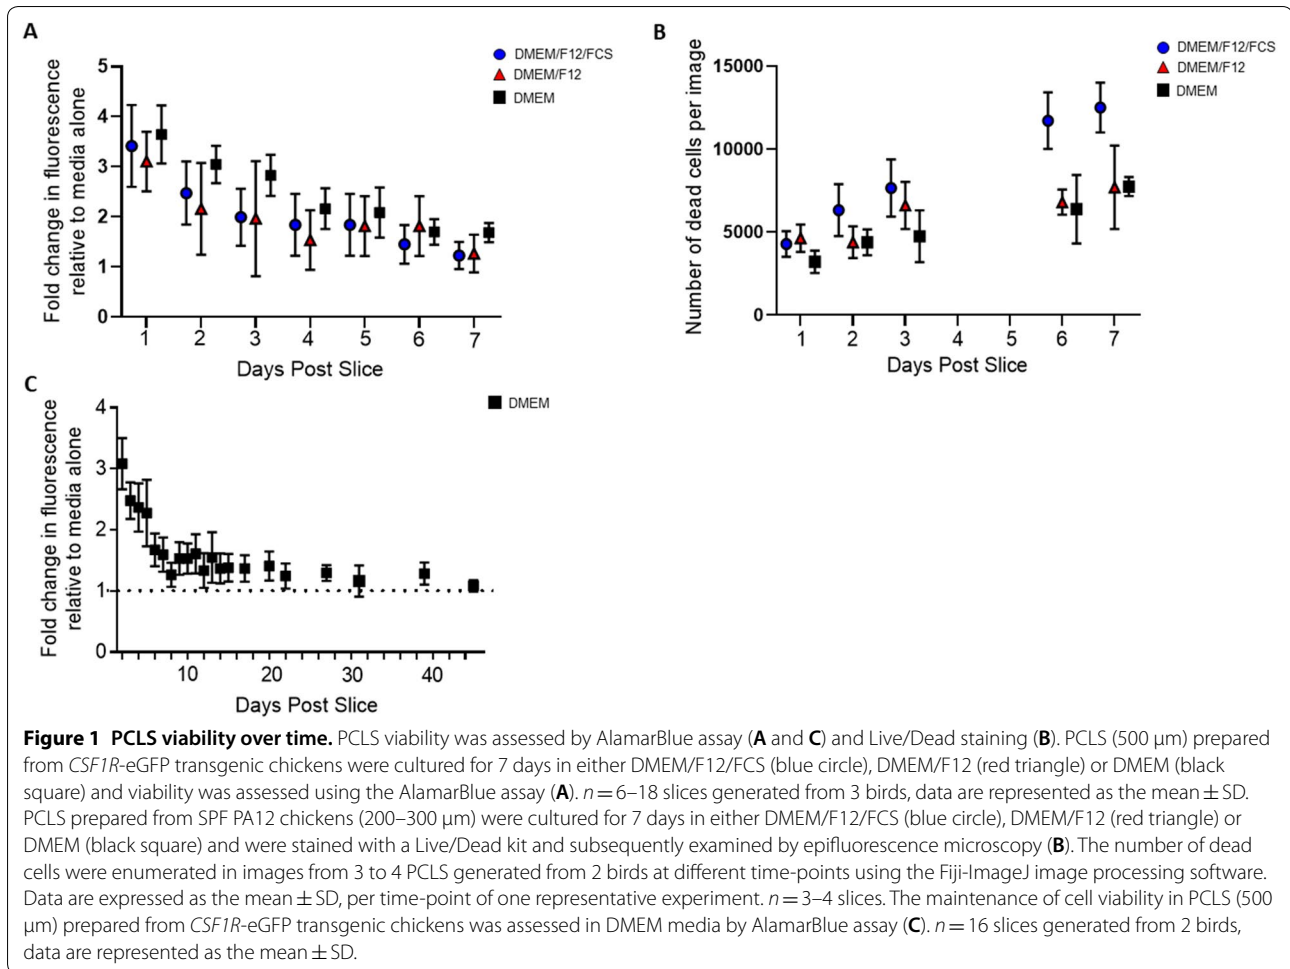 A
DMEM/F12/FCS
DMEM/F12
DMEM
Fold change in fluorescence
relative to media alone
5
4
3
2
1
0
1 2 3 4 5 6 7
Days Post Slice
B
DMEM/F12/FCS
DMEM/F12
DMEM
Number of dead cells per image
15000
10000
5000
0
1 2 3 4 5 6 7
Days Post Slice
C
DMEM
Fold change in fluorescence
relative to media alone
4
3
2
1
0
10 20 30 40
Days Post Slice
Figure 1 PCLS viability over time. PCLS viability was assessed by AlamarBlue assay (A and C) and Live/Dead staining (B). PCLS (500 µm) prepared
from CSF1R-eGFP transgenic chickens were cultured for 7 days in either DMEM/F12/FCS (blue circle), DMEM/F12 (red triangle) or DMEM (black
square) and viability was assessed using the AlamarBlue assay (A). n = 6–18 slices generated from 3 birds, data are represented as the mean ± SD.
PCLS prepared from SPF PA12 chickens (200–300 µm) were cultured for 7 days in either DMEM/F12/FCS (blue circle), DMEM/F12 (red triangle) or
DMEM (black square) and were stained with a Live/Dead kit and subsequently examined by epifluorescence microscopy (B). The number of dead
cells were enumerated in images from 3 to 4 PCLS generated from 2 birds at different time-points using the Fiji-ImageJ image processing software.
Data are expressed as the mean ± SD, per time-point of one representative experiment. n = 3–4 slices. The maintenance of cell viability in PCLS (500
µm) prepared from CSF1R-eGFP transgenic chickens was assessed in DMEM media by AlamarBlue assay (C). n = 16 slices generated from 2 birds,
data are represented as the mean ± SD.